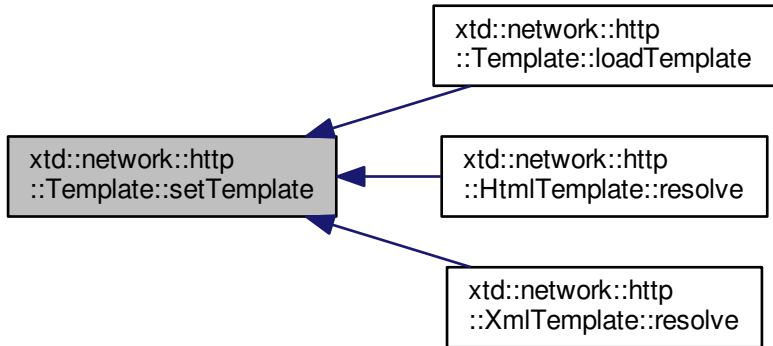 xtd::network::http
::Template::loadTemplate
xtd::network::http
::Template::setTemplate
xtd::network::http
::HtmlTemplate::resolve
xtd::network::http
::XmlTemplate::resolve